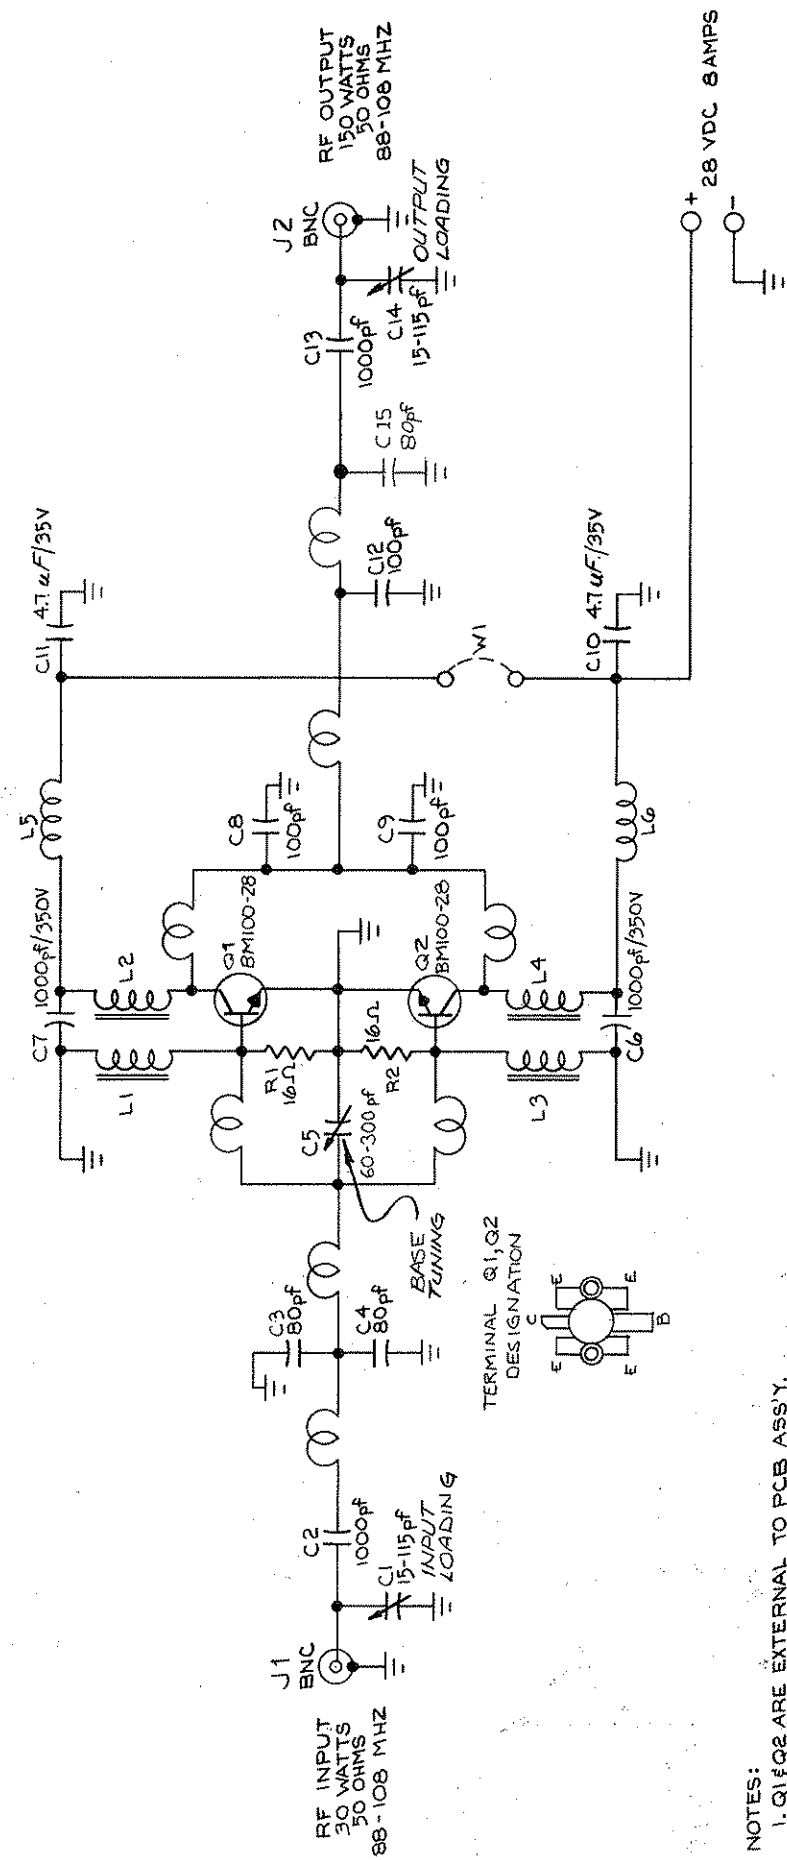 RF INPUT
30 WATTS
50 OHMS
88-108 MHZ
J1
BNC
C1
15-115pf
INPUT
LOADING
C2
1000pf
C3
80pf
C4
80pf
BASE
TUNING
C5
60-300pf
R1
16Ω
R2
16Ω
L1
L3
C7
1000pf/350V
L2
C6
1000pf/350V
L4
Q1
BM100-28
Q2
BM100-28
C8
100pf
C9
100pf
L5
L6
C11
4.7uF/35V
C10
4.7uF/35V
W1
C12
100pf
C15
80pf
C13
1000pf
C14
15-115pf
OUTPUT
LOADING
J2
BNC
RF OUTPUT
150 WATTS
50 OHMS
88-108 MHZ
+
-
28 VDC 8AMPS
TERMINAL Q1,Q2
DESIGNATION
E
C
E
E
B
E
NOTES:
1. Q1&Q2 ARE EXTERNAL TO PCB ASS'Y.